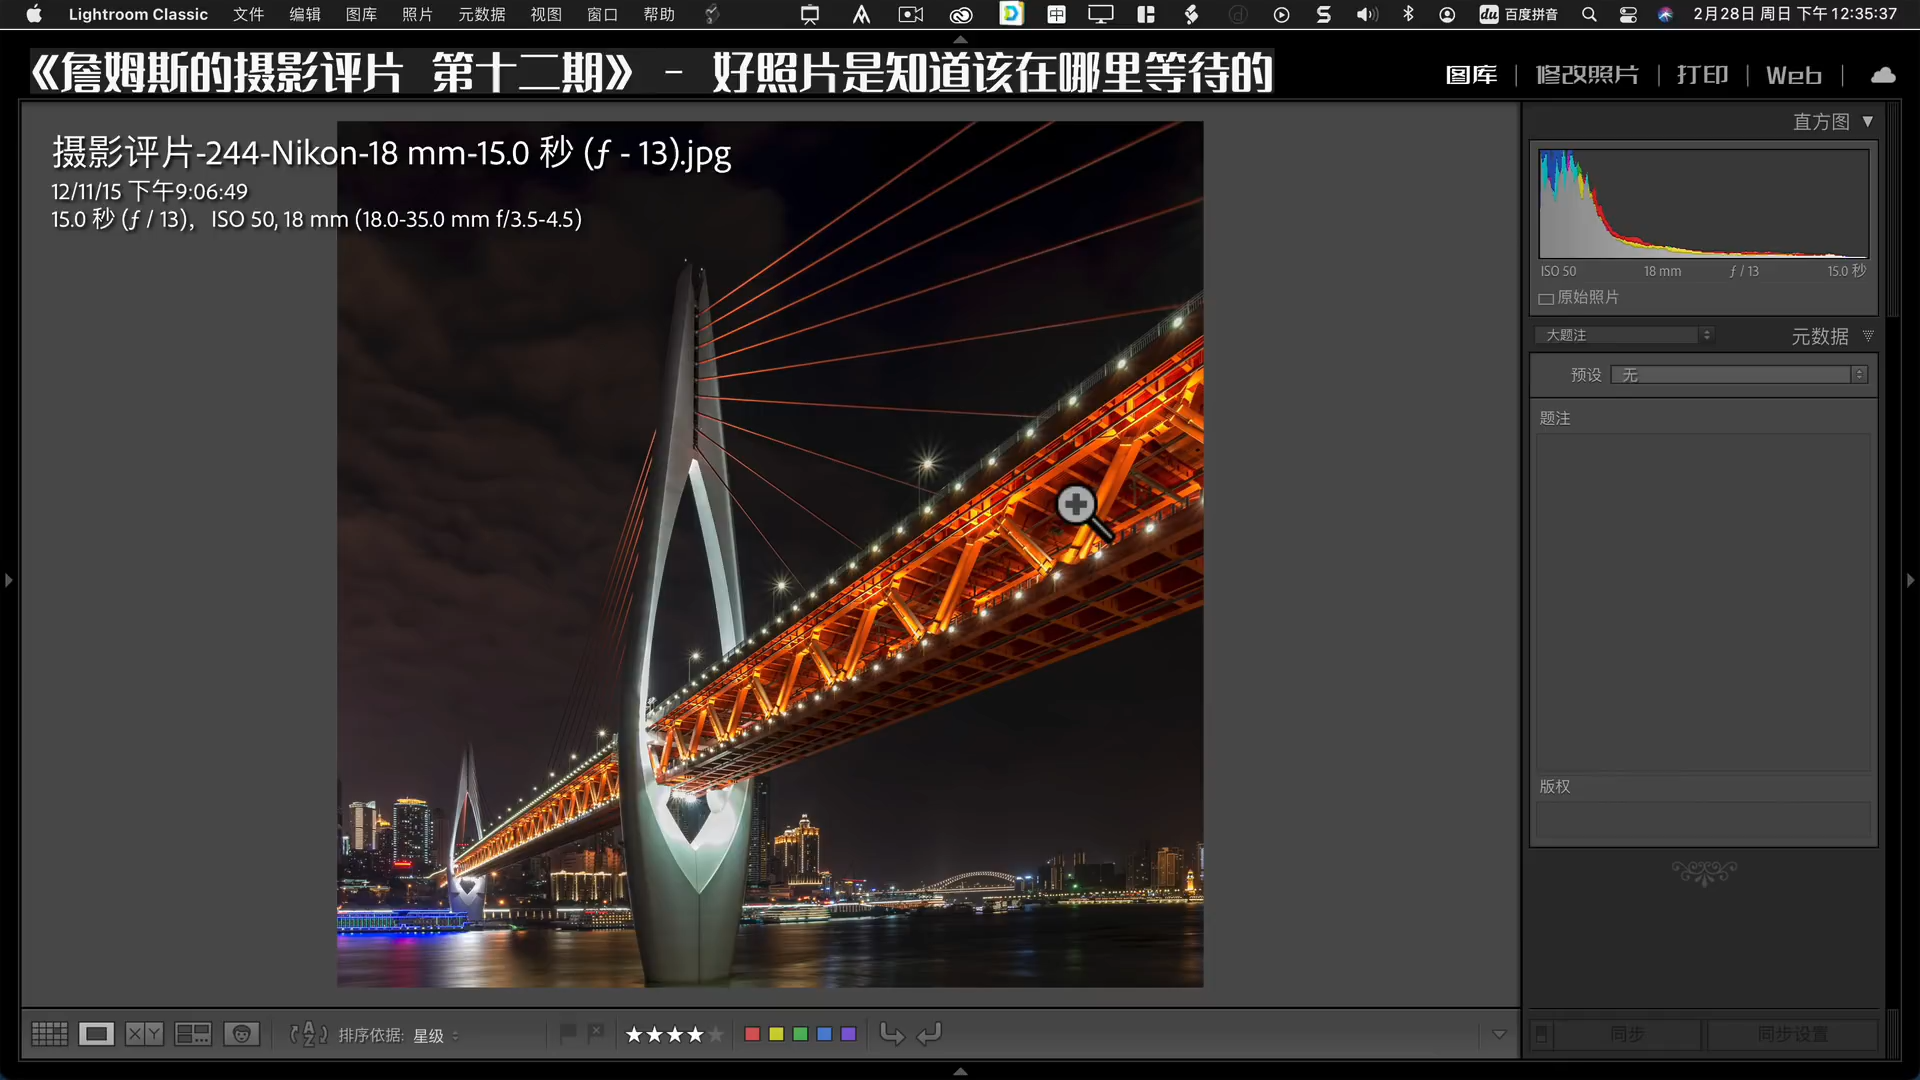 Lightroom Classic 文件 编辑 图库 照片 元数据 视图 窗口 帮助 中 du 百度拼音 2月28日 周日 下午 12:35:37
《詹姆斯的摄影评片 第十二期》 - 好照片是知道该在哪里等待的
图库 | 修改照片 | 打印 | Web |
摄影评片-244-Nikon-18 mm-15.0 秒 (ƒ - 13).jpg
12/11/15 下午9:06:49
15.0 秒 (ƒ / 13)， ISO 50, 18 mm (18.0-35.0 mm f/3.5-4.5)
直方图
ISO 50 18 mm ƒ / 13 15.0 秒
原始照片
大题注 元数据
预设 无
题注
版权
XY AZ 排序依据: 星级
同步 同步设置